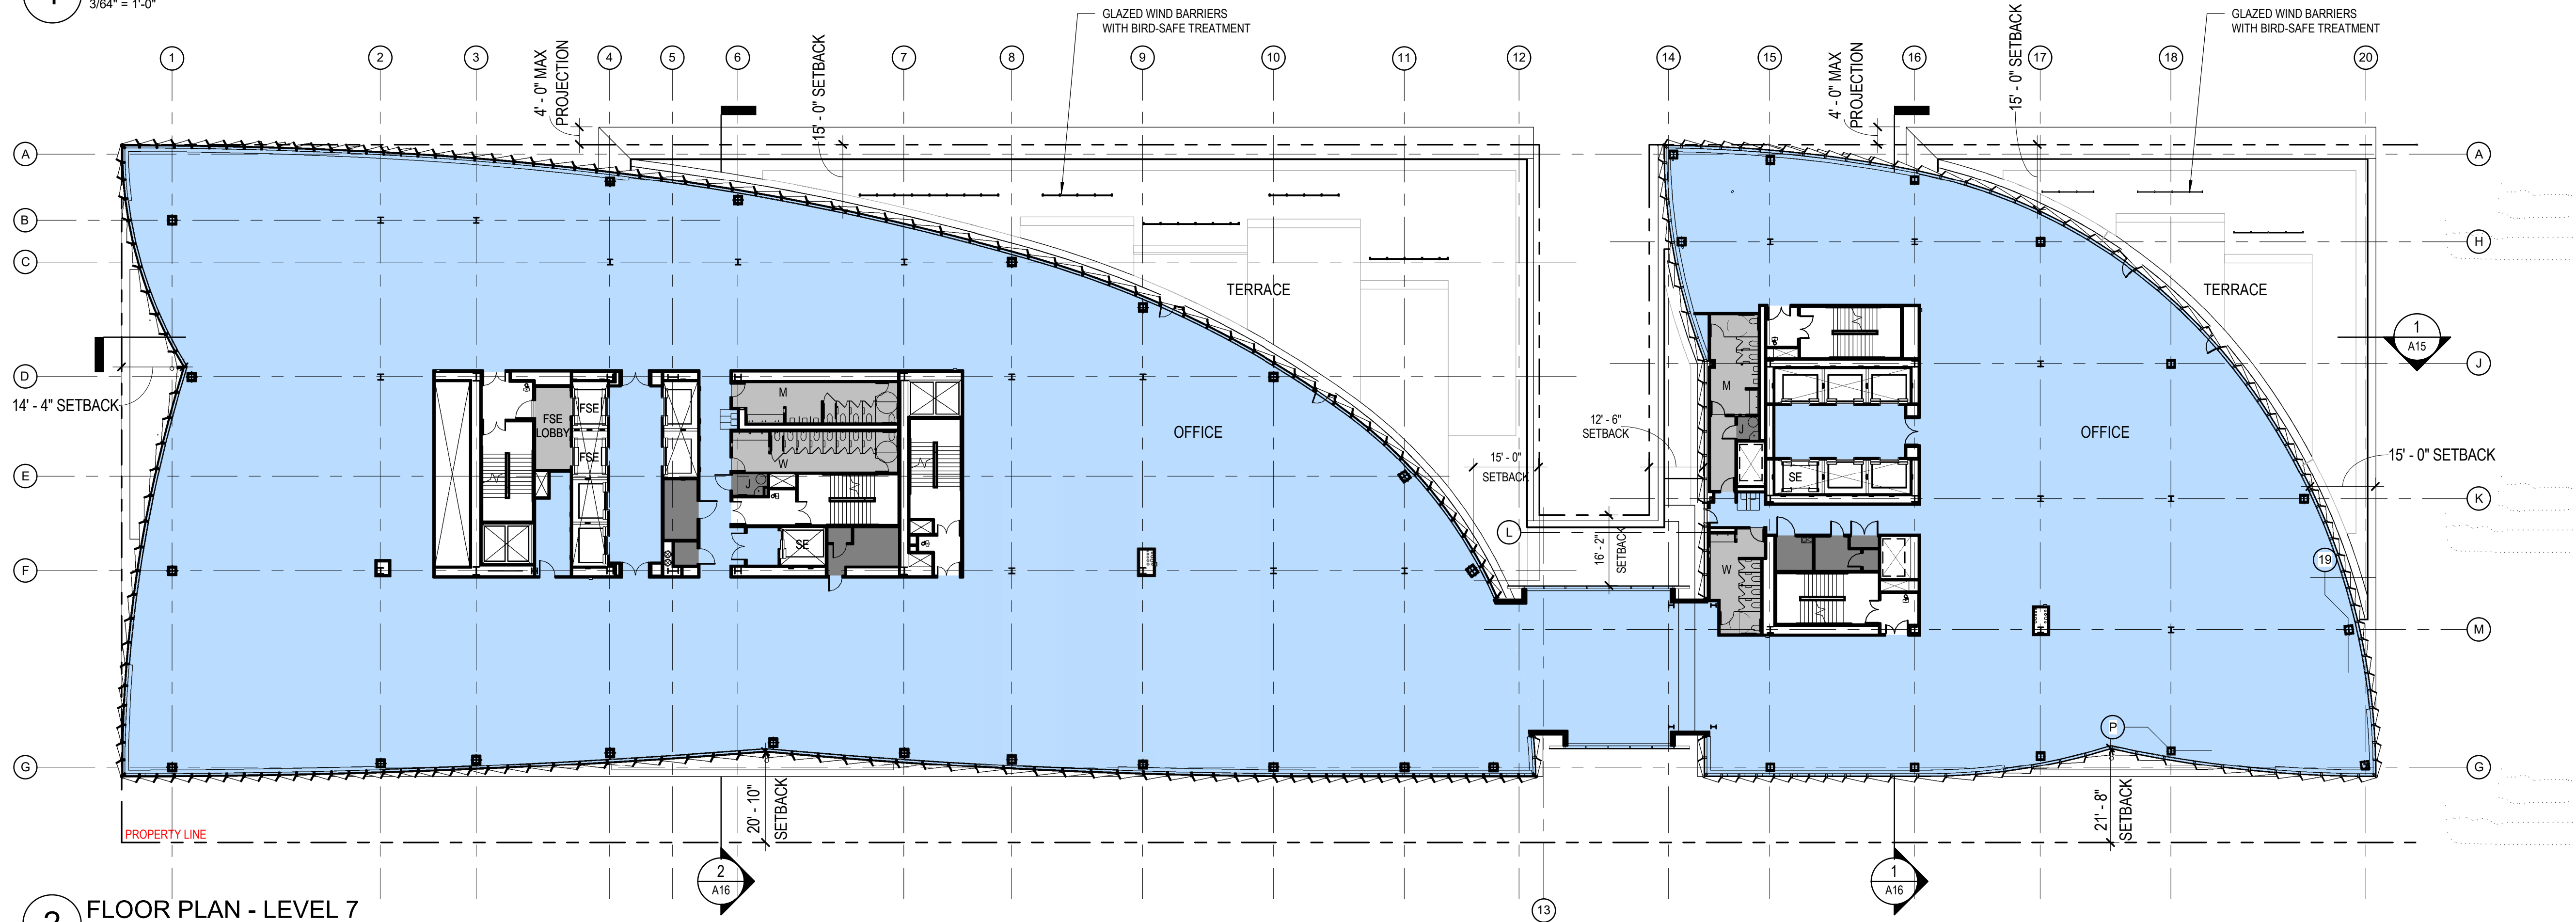 1
3/64" = 1'-0"
GLAZED WIND BARRIERS
WITH BIRD-SAFE TREATMENT
GLAZED WIND BARRIERS
WITH BIRD-SAFE TREATMENT
4' - 0" MAX
PROJECTION
15' - 0" SETBACK
4' - 0" MAX
PROJECTION
15' - 0" SETBACK
1
2
3
4
5
6
7
8
9
10
11
12
14
15
16
17
18
20
A
A
B
H
C
TERRACE
TERRACE
1
A15
D
J
14' - 4" SETBACK
FSE
FSE
LOBBY
FSE
M
W
J
SE
OFFICE
12' - 6"
SETBACK
15' - 0"
SETBACK
M
J
SE
OFFICE
15' - 0" SETBACK
E
K
L
16' - 2"
SETBACK
W
19
F
M
P
G
G
20' - 10"
SETBACK
21' - 8"
SETBACK
PROPERTY LINE
2
A16
1
A16
13
2
FLOOR PLAN - LEVEL 7